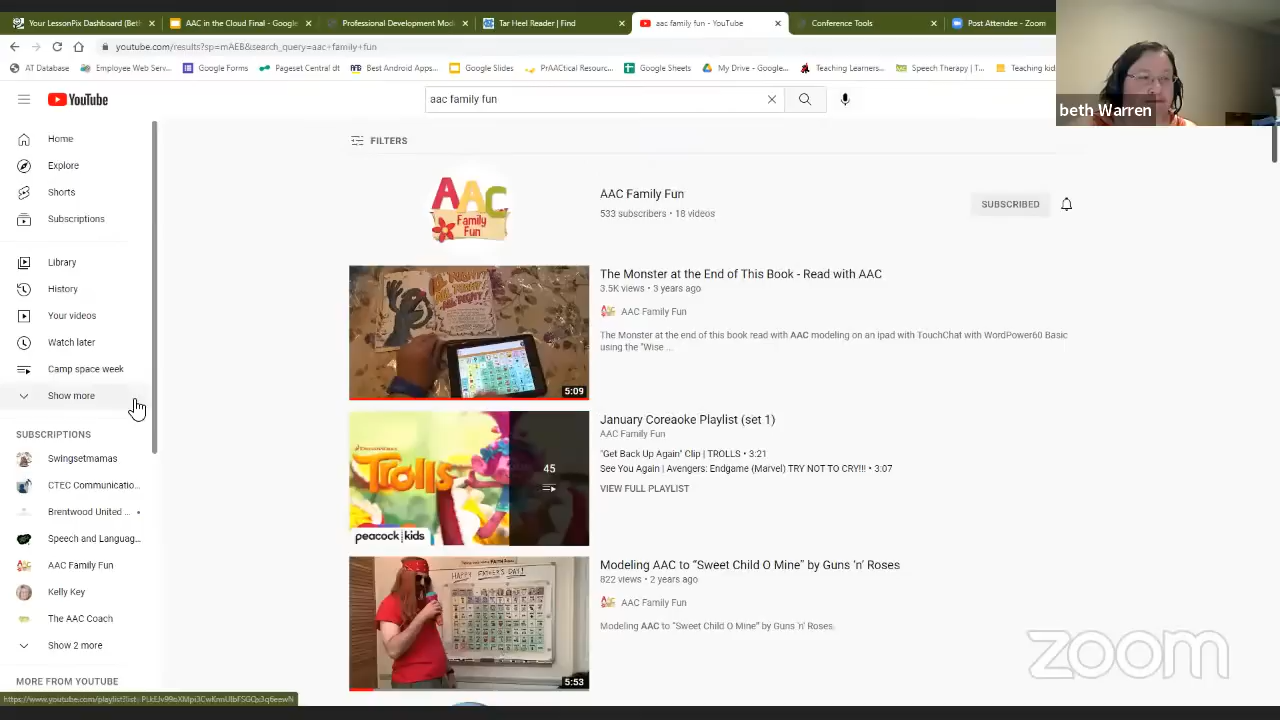 Your LessonPix Dashboard (Beth
AAC in the Cloud Final - Google
Professional Development Mod
Tar Heel Reader | Find
aac family fun - YouTube
Conference Tools
Post Attendee - Zoom
youtube.com/results?sp=mAEB&search_query=aac+family+fun
AT Database
Employee Web Serv...
Google Forms
Pageset Central dt
Best Android Apps...
Google Slides
PrAACtical Resourc...
Google Sheets
My Drive - Google...
Teaching Learners...
Speech Therapy | T...
Teaching kid
beth Warren
YouTube
aac family fun
Home
Explore
Shorts
Subscriptions
Library
History
Your videos
Watch later
Camp space week
Show more
SUBSCRIPTIONS
Swingsetmamas
CTEC Communicatio...
Brentwood United...
Speech and Languag...
AAC Family Fun
Kelly Key
The AAC Coach
Show 2 more
MORE FROM YOUTUBE
FILTERS
AAC
Family
Fun
AAC Family Fun
533 subscribers • 18 videos
SUBSCRIBED
5:09
The Monster at the End of This Book - Read with AAC
3.5K views • 3 years ago
AAC Family Fun
The Monster at the end of this book read with AAC modeling on an ipad with TouchChat with WordPower60 Basic
using the "Wise ...
DREAMWORKS
Trolls
peacock kids
45
January Coreaoke Playlist (set 1)
AAC Family Fun
"Get Back Up Again" Clip | TROLLS • 3:21
See You Again | Avengers: Endgame (Marvel) TRY NOT TO CRY!!! • 3:07
VIEW FULL PLAYLIST
HAPPY FATHER'S DAY!
5:53
Modeling AAC to "Sweet Child O Mine" by Guns 'n' Roses
822 views • 2 years ago
AAC Family Fun
Modeling AAC to "Sweet Child O Mine" by Guns 'n' Roses.
zoom